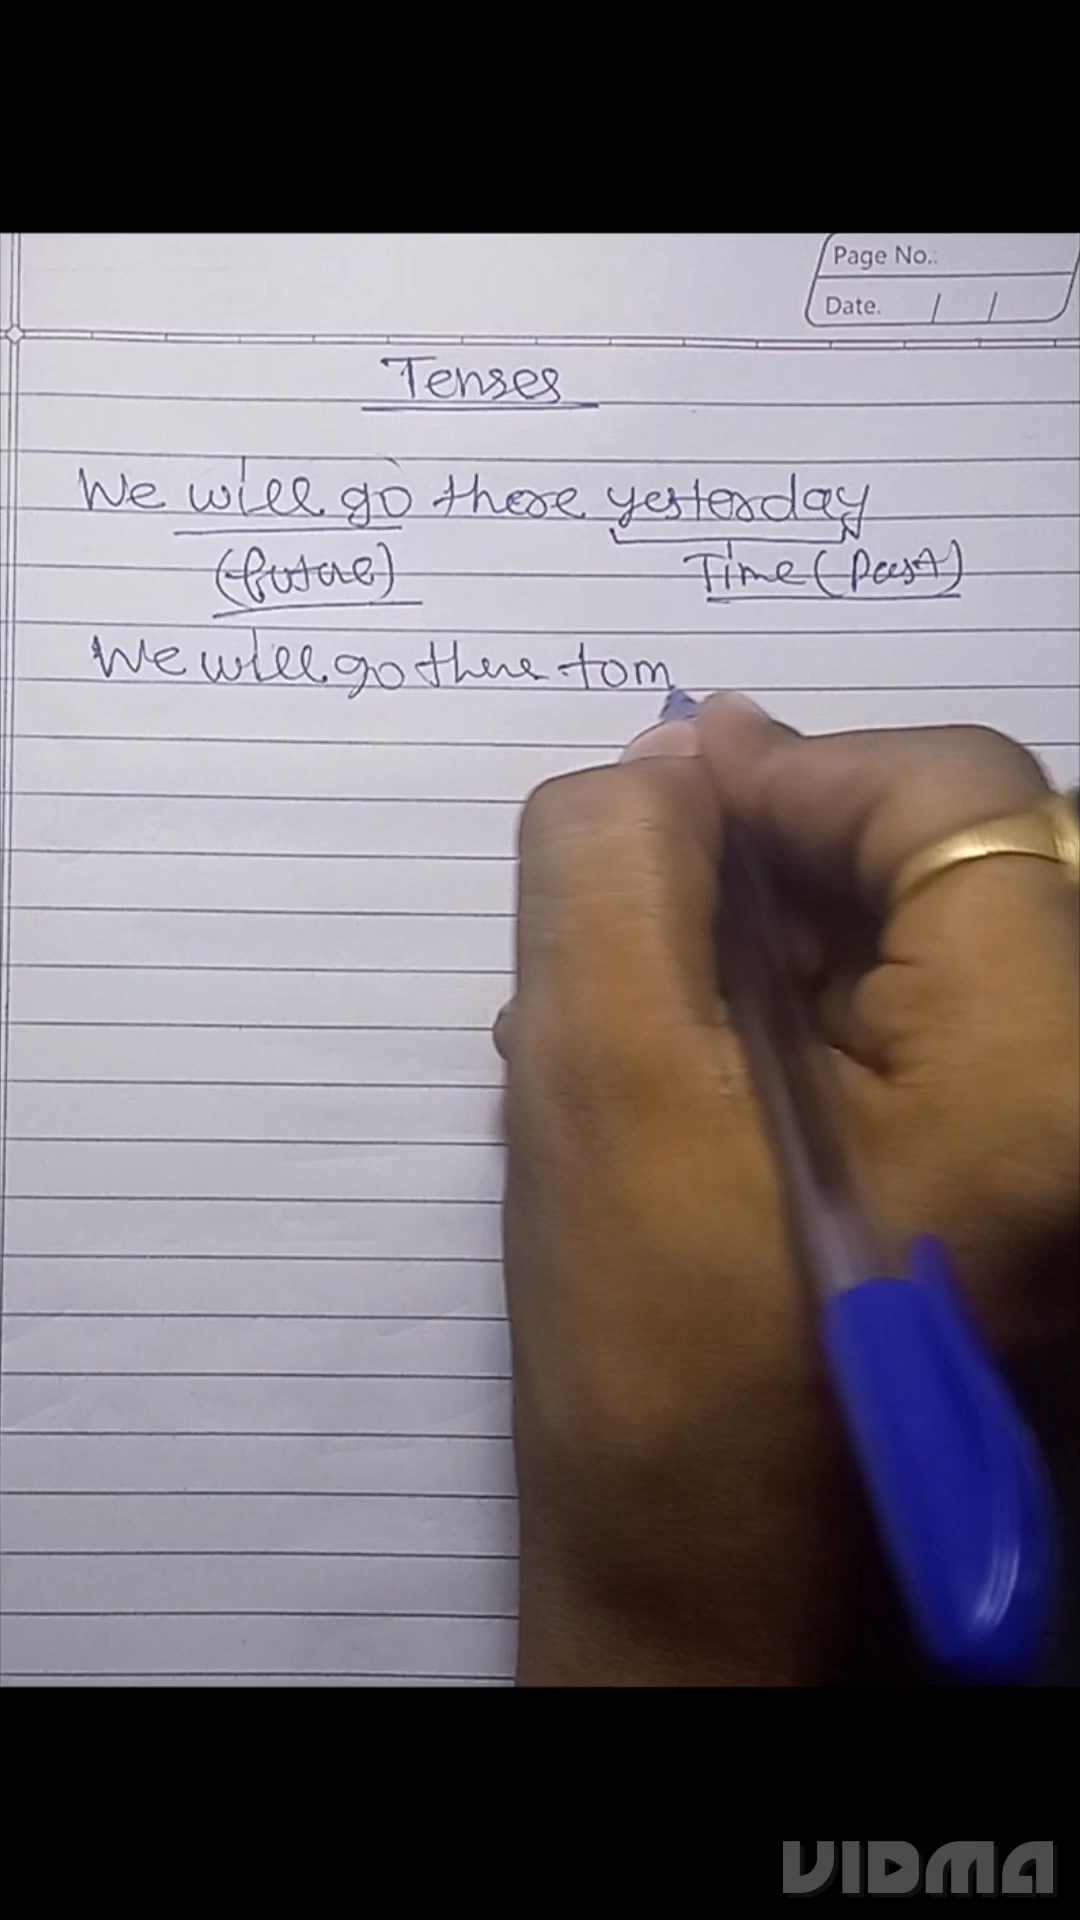 Page No.:
Date. / /
Tenses
We will go there yesterday
(future) Time (Past)
We will go there tom
VIDMA